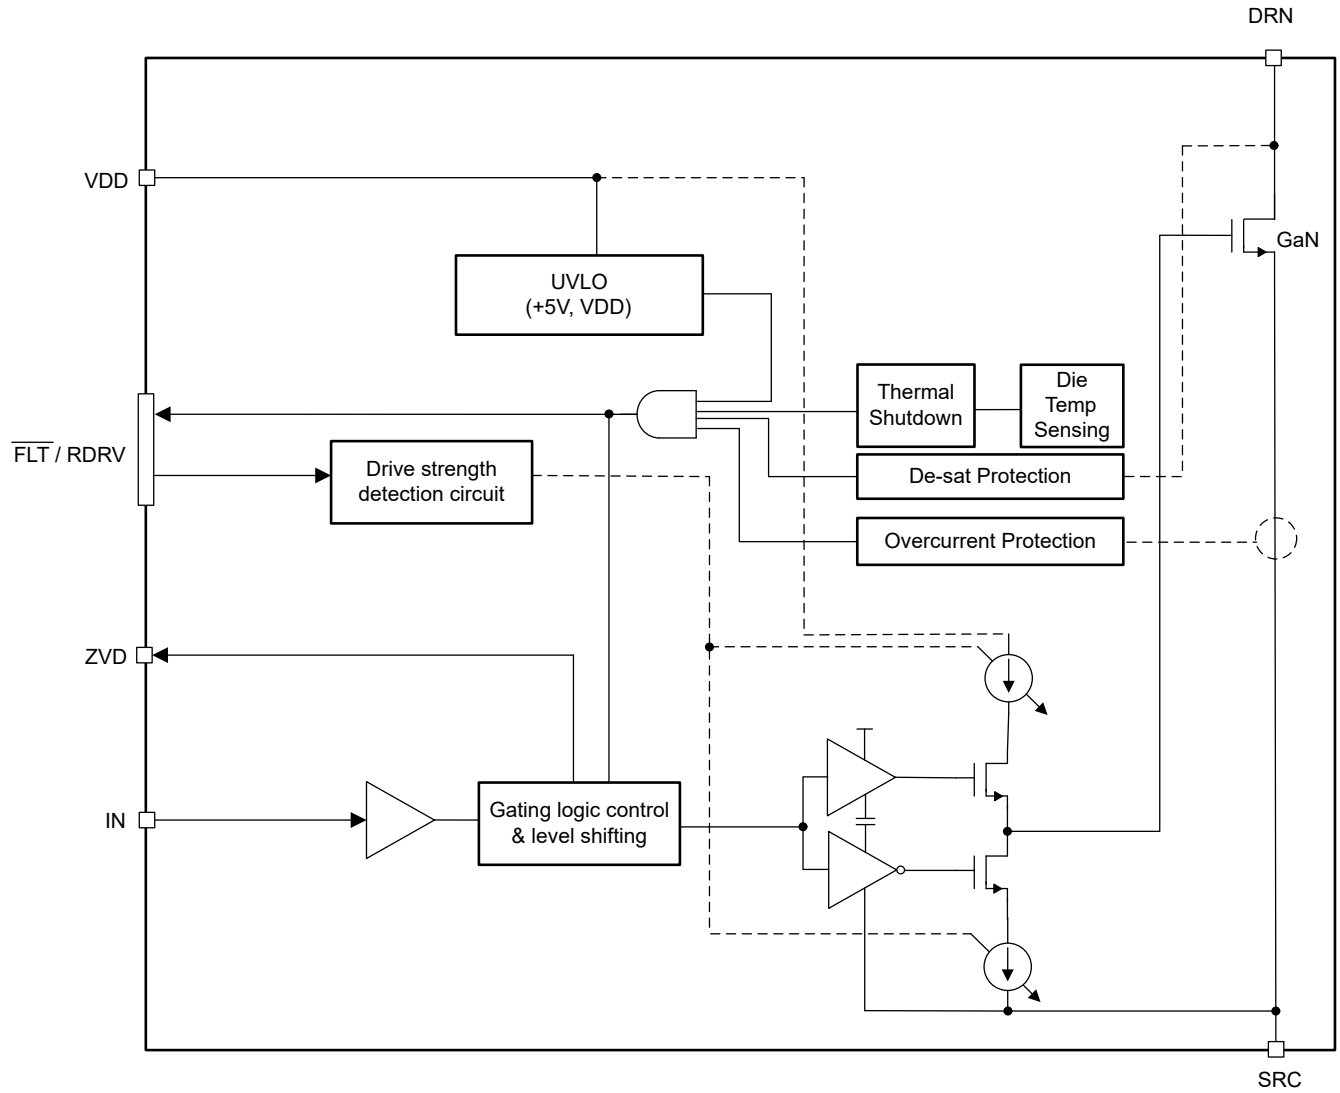 DRN
VDD
GaN
UVLO
(+5V, VDD)
Thermal
Shutdown
Die
Temp
Sensing
FLT / RDRV
Drive strength
detection circuit
De-sat Protection
Overcurrent Protection
ZVD
IN
Gating logic control
& level shifting
SRC